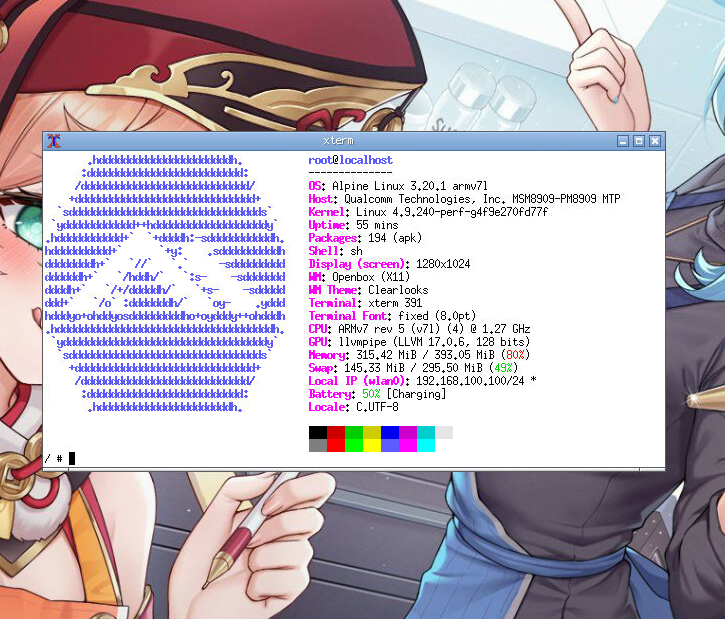 xterm
root@localhost
--------------
OS: Alpine Linux 3.20.1 armv7l
Host: Qualcomm Technologies, Inc. MSM8909-PM8909 MTP
Kernel: Linux 4.9.240-perf-g4f9e270fd77f
Uptime: 55 mins
Packages: 194 (apk)
Shell: sh
Display (screen): 1280x1024
WM: Openbox (X11)
WM Theme: Clearlooks
Terminal: xterm 391
Terminal Font: fixed (8.0pt)
CPU: ARMv7 rev 5 (v7l) (4) @ 1.27 GHz
GPU: llvmpipe (LLVM 17.0.6, 128 bits)
Memory: 315.42 MiB / 393.05 MiB (80%)
Swap: 145.33 MiB / 295.50 MiB (49%)
Local IP (wlan0): 192.168.100.100/24 *
Battery: 50% [Charging]
Locale: C.UTF-8
/ #